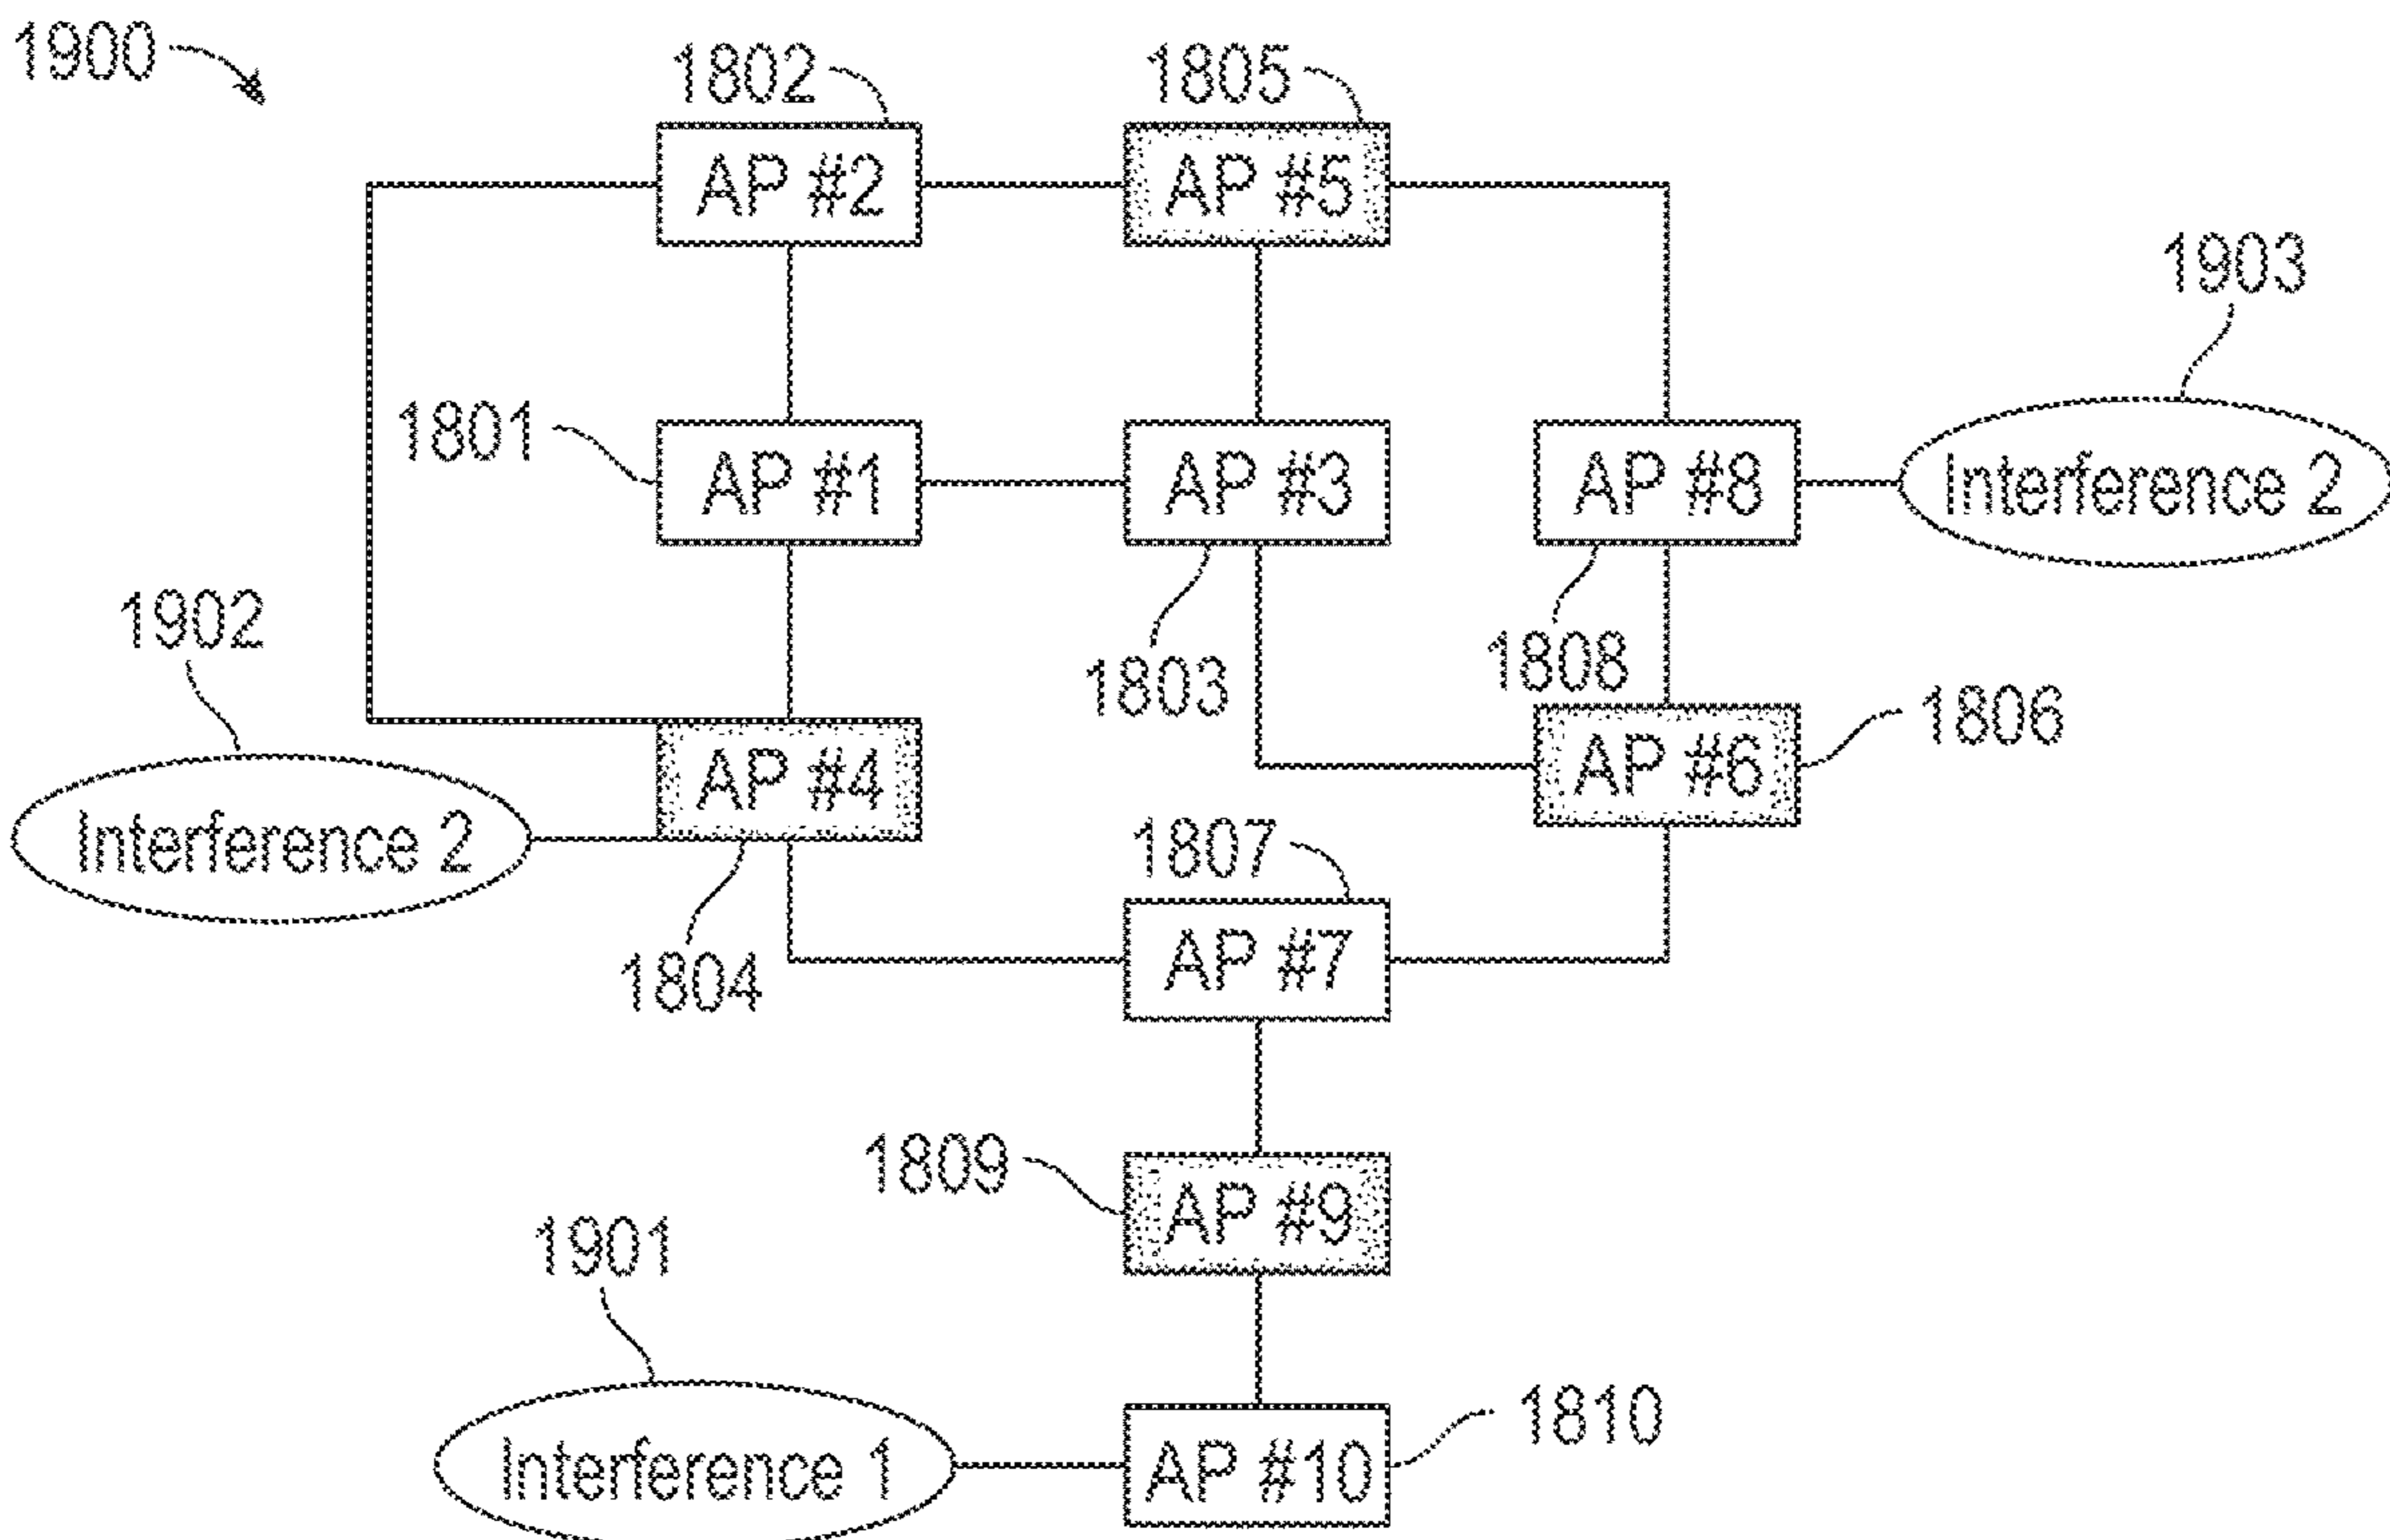 1900
1802
1805
AP #2
AP #5
1903
1801
AP #1
AP #3
AP #8
Interference 2
1902
1803
1808
1806
AP #4
AP #6
Interference 2
1807
1804
AP #7
1809
AP #9
1901
1810
Interference 1
AP #10